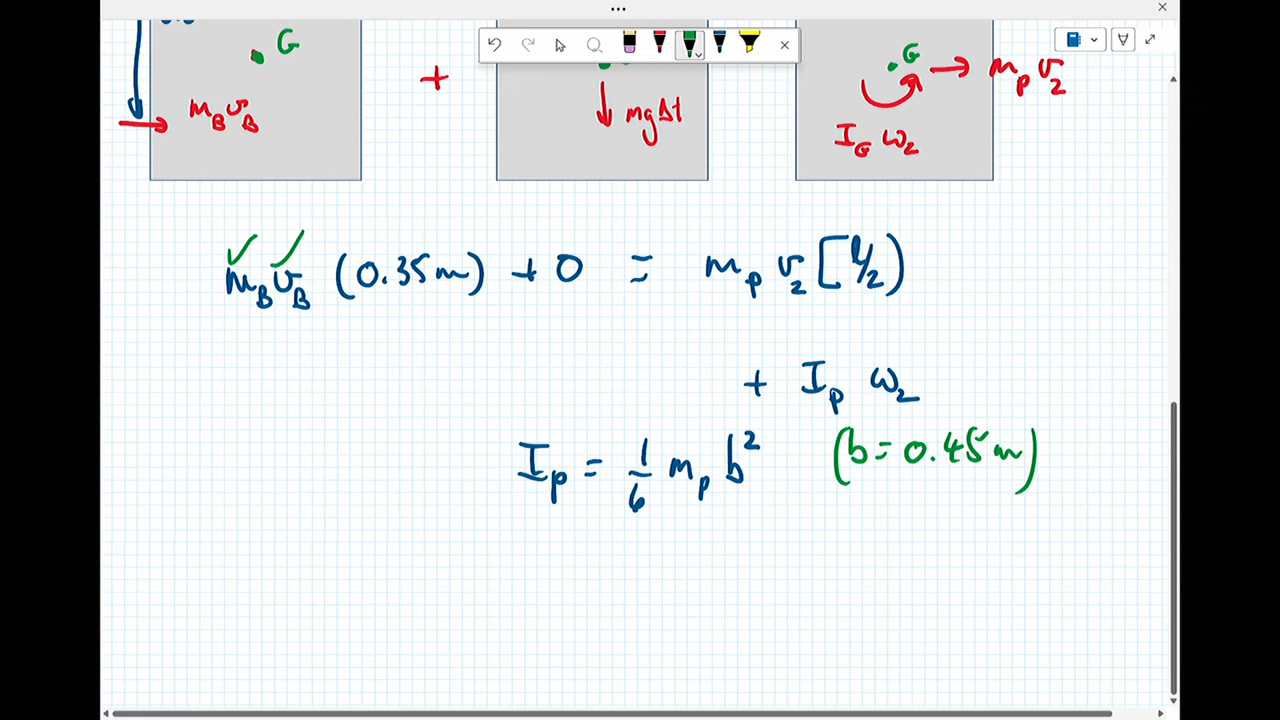 G
+
G
m_p v_2
m_B v_B
mgΔt
I_G ω_2
m_B v_B (0.35m) + 0 = m_p v_2 [b/2)
+ I_p ω_2
I_p = 1/6 m_p b^2 (b = 0.45m)